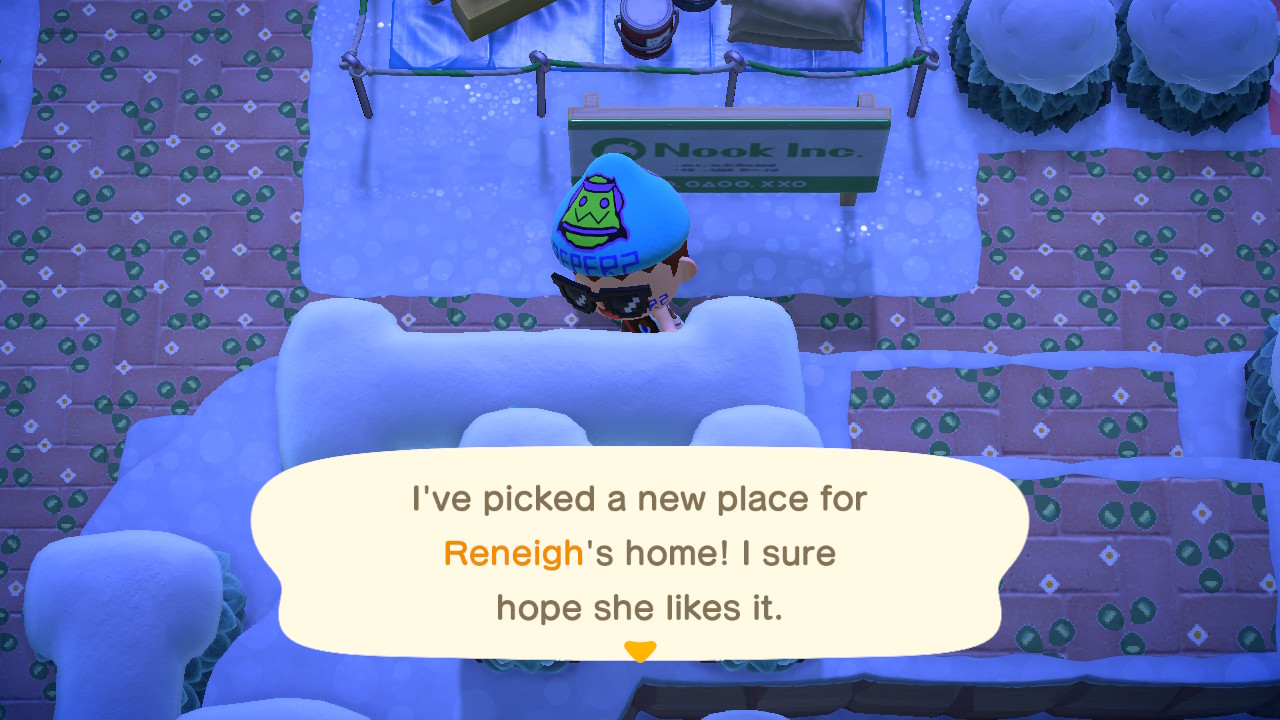 Nook Inc.
I've picked a new place for
Reneigh's home! I sure
hope she likes it.